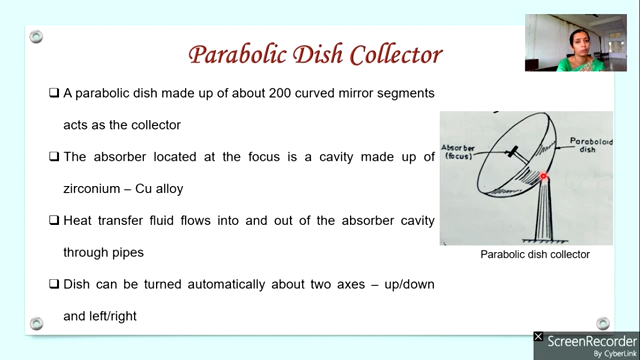 Parabolic Dish Collector
❑ A parabolic dish made up of about 200 curved mirror segments
acts as the collector
❑ The absorber located at the focus is a cavity made up of
zirconium – Cu alloy
❑ Heat transfer fluid flows into and out of the absorber cavity
through pipes
❑ Dish can be turned automatically about two axes – up/down
and left/right
Absorber
(focus)
Paraboloid
dish
Parabolic dish collector
ScreenRecorder
By CyberLink